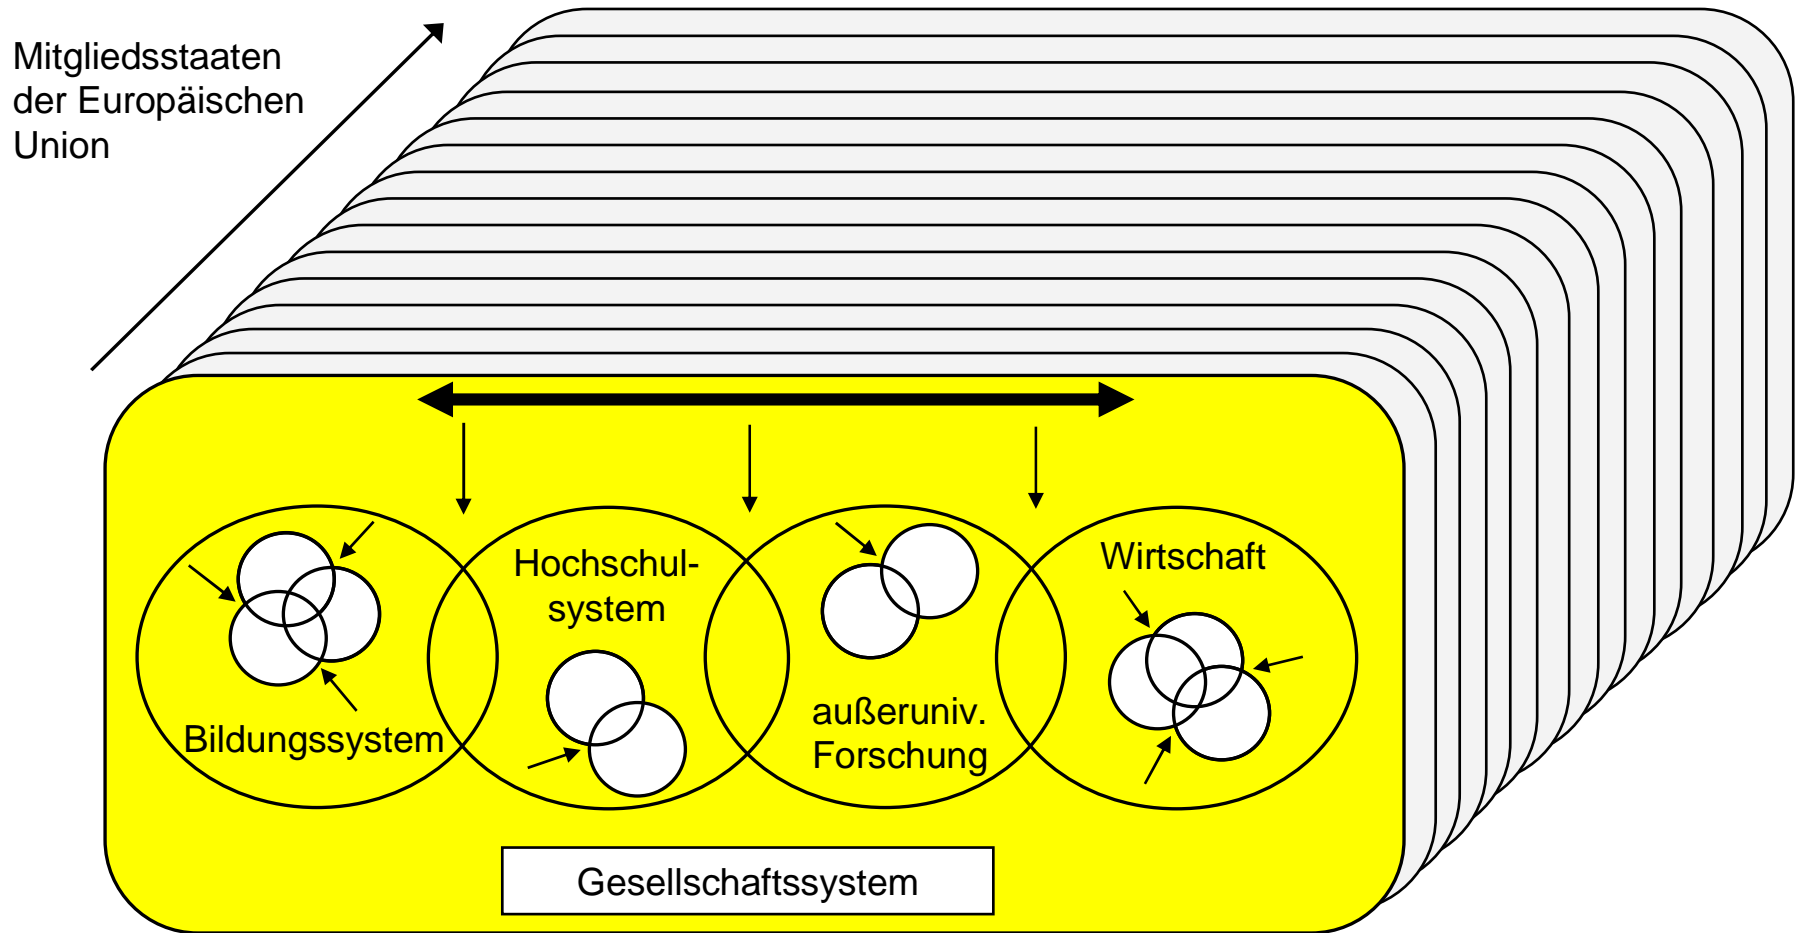 Mitgliedsstaaten
der Europäischen
Union
Hochschul-
system
Wirtschaft
Bildungssystem
außeruniv.
Forschung
Gesellschaftssystem